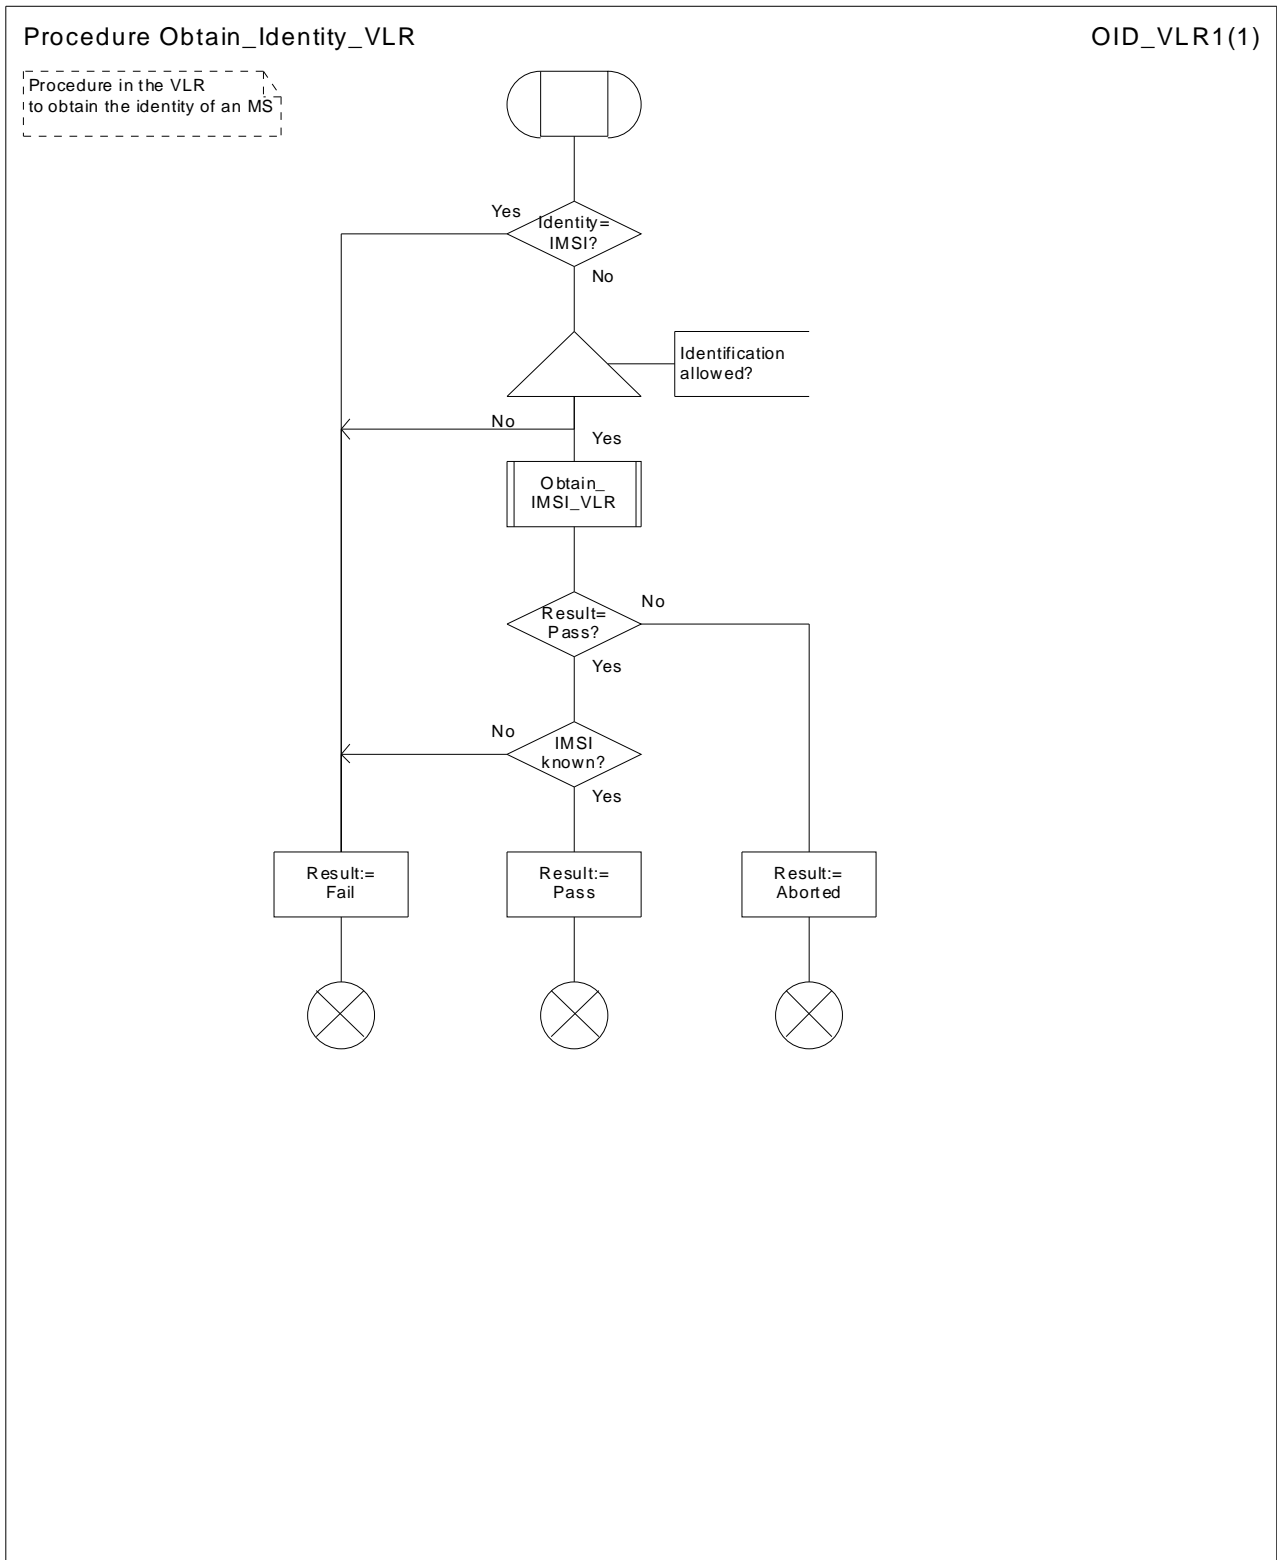 Procedure Obtain_Identity_VLR
OID_VLR1(1)
Procedure in the VLR
to obtain the identity of an MS
Yes
Identity=
IMSI?
No
Identification
allowed?
No
Yes
Obtain_
IMSI_VLR
Result=
Pass?
No
Yes
No
IMSI
known?
Yes
Result:=
Fail
Result:=
Pass
Result:=
Aborted